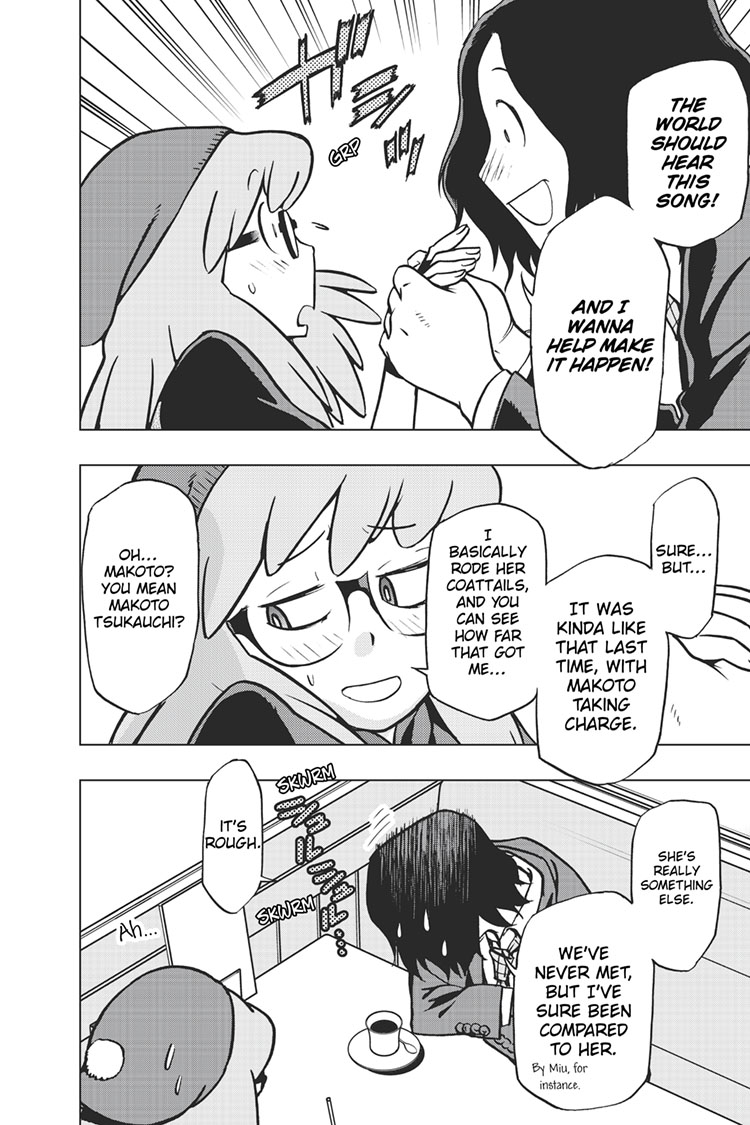 THE
WORLD
SHOULD
HEAR
THIS
SONG!
AND I
WANNA
HELP MAKE
IT HAPPEN!
ガシッ
GRP
SURE...
BUT...
IT WAS
KINDA LIKE
THAT LAST
TIME, WITH
MAKOTO
TAKING
CHARGE.
I
BASICALLY
RODE HER
COATTAILS,
AND YOU
CAN SEE
HOW FAR
THAT GOT
ME...
OH...
MAKOTO?
YOU MEAN
MAKOTO
TSUKAUCHI?
SHE'S
REALLY
SOMETHING
ELSE.
WE'VE
NEVER MET,
BUT I'VE
SURE BEEN
COMPARED
TO HER.
By Miu, for
instance.
SKWRM
SKWRM
IT'S
ROUGH.
Ah...